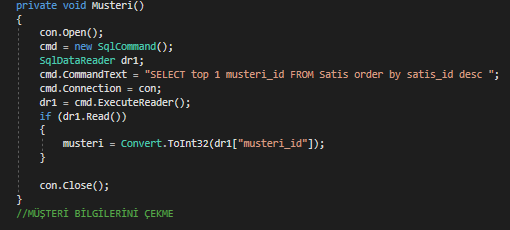 private void Musteri()
{
con.Open();
cmd = new SqlCommand();
SqlDataReader dr1;
cmd.CommandText = "SELECT top 1 musteri_id FROM Satis order by satis_id desc ";
cmd.Connection = con;
dr1 = cmd.ExecuteReader();
if (dr1.Read())
{
musteri = Convert.ToInt32(dr1["musteri_id"]);
}
con.Close();
}
//MÜŞTERİ BİLGİLERİNİ ÇEKME